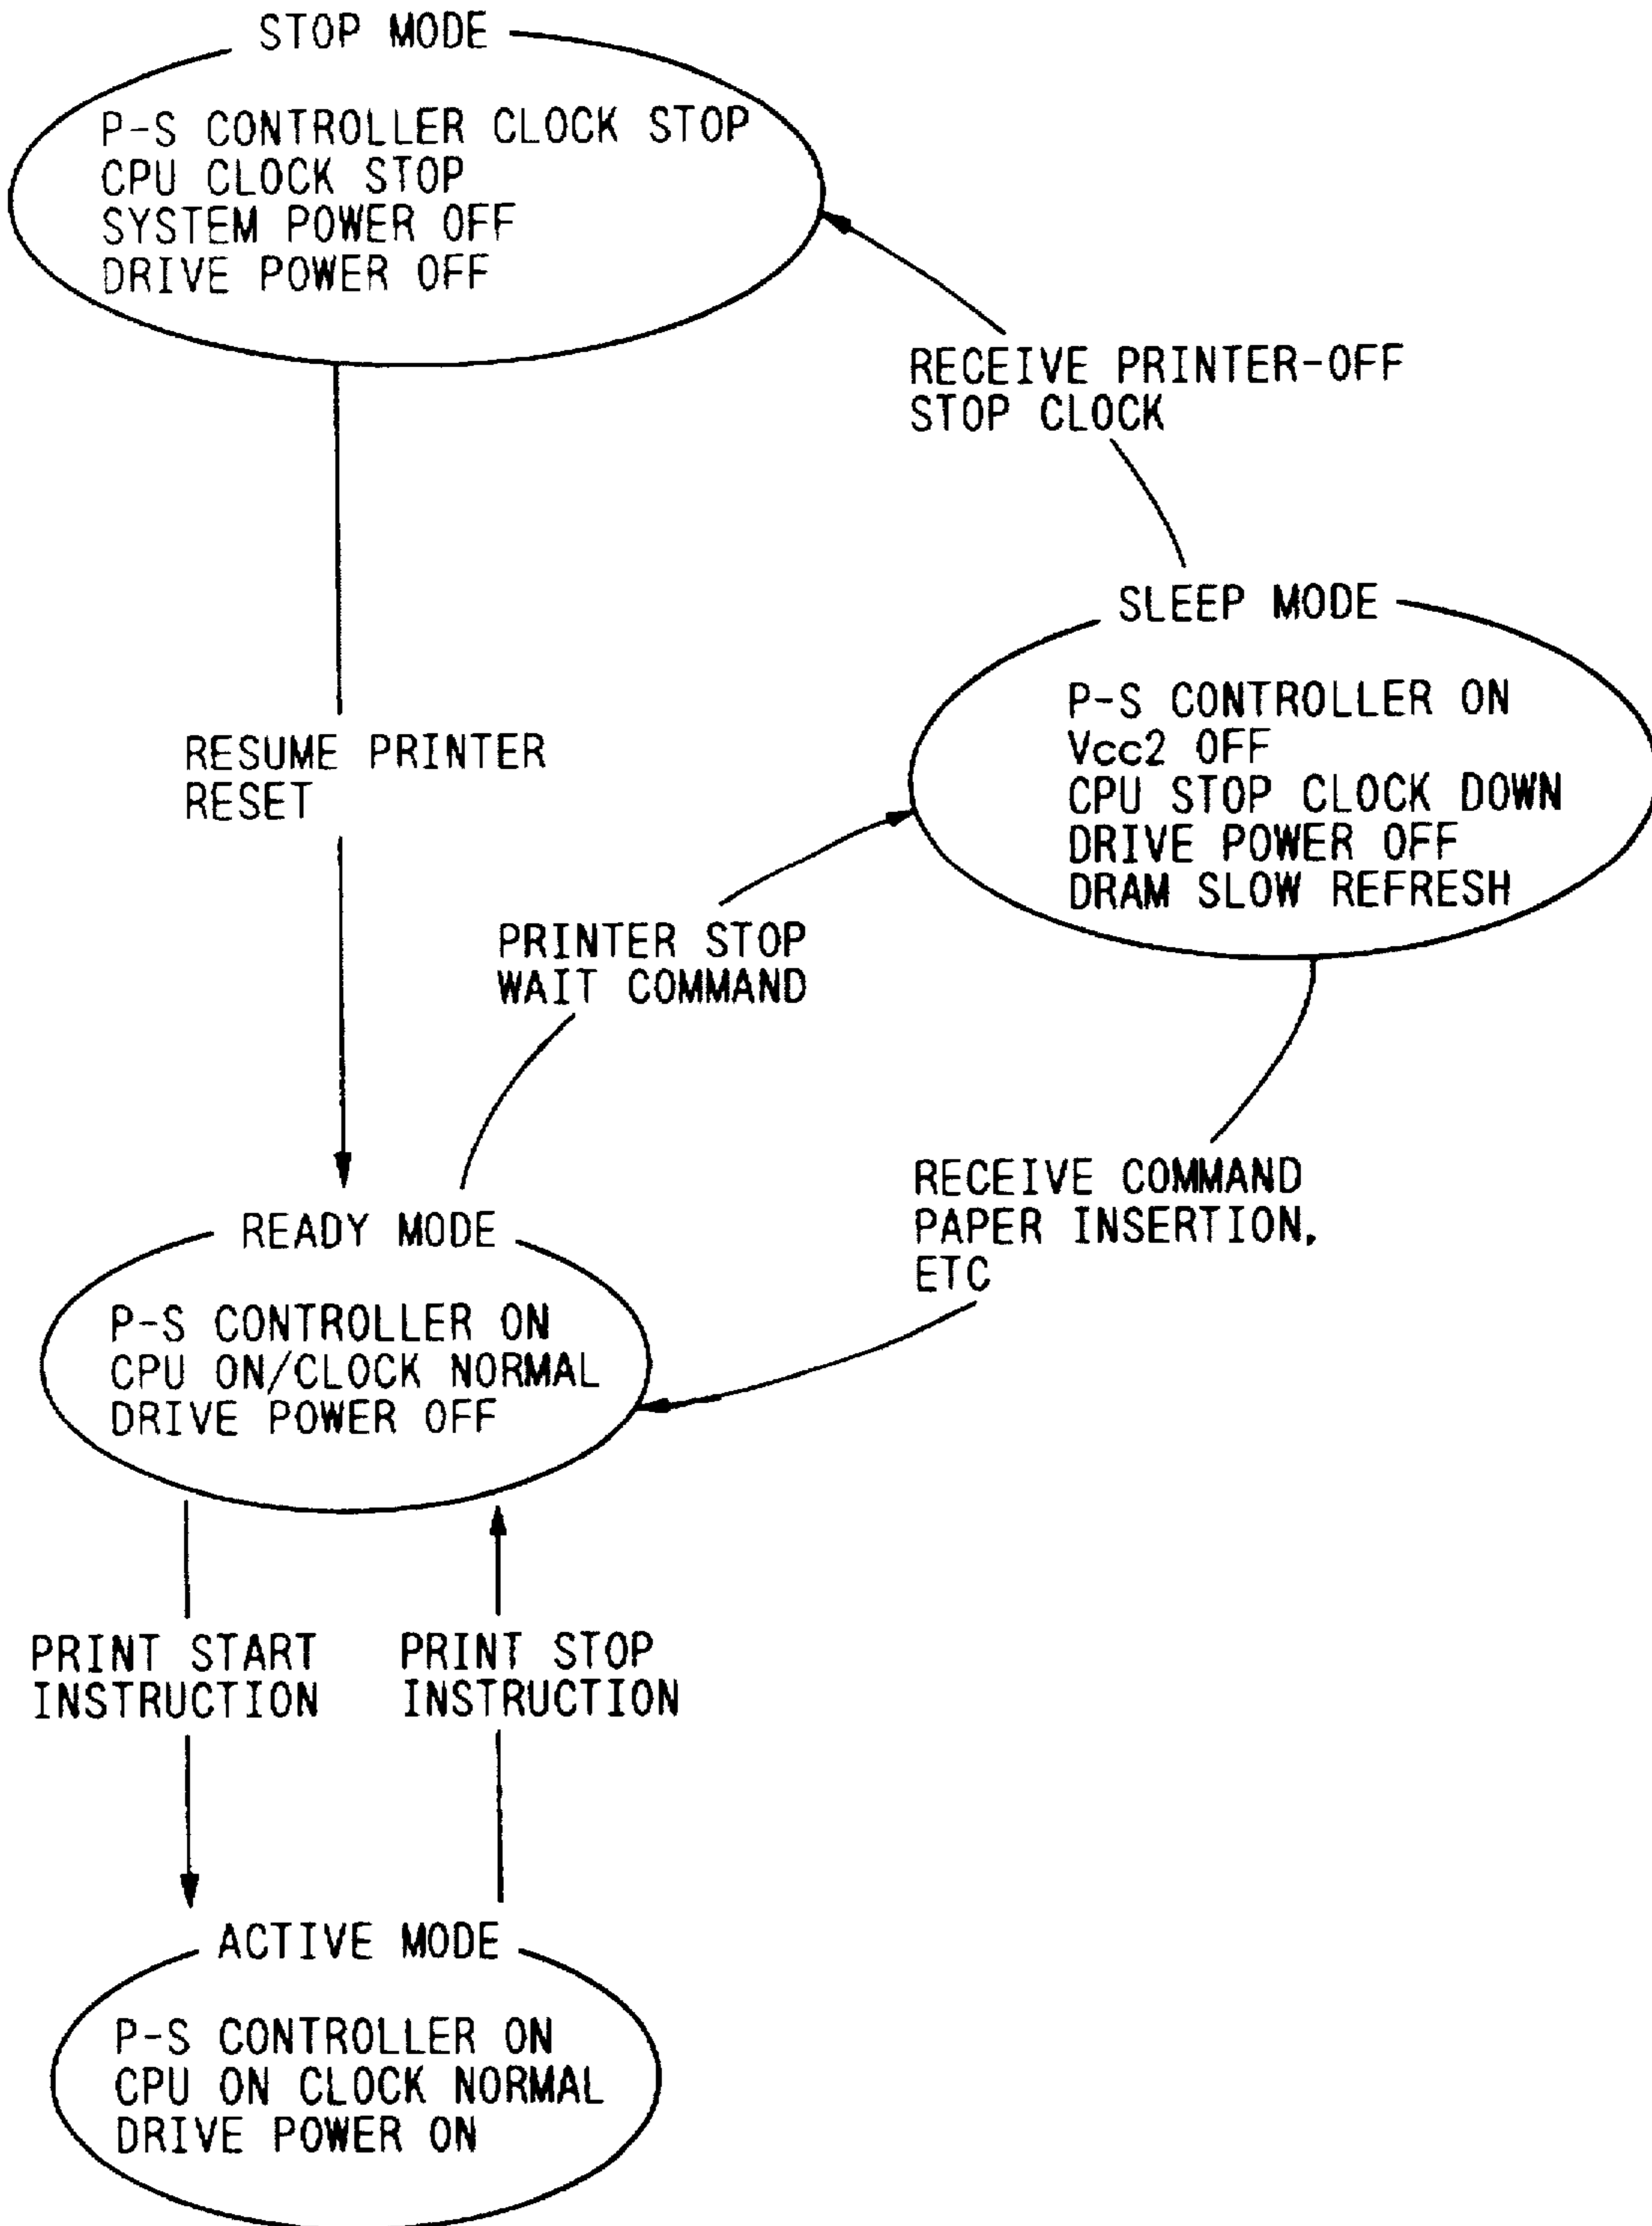 STOP MODE
P-S CONTROLLER CLOCK STOP
CPU CLOCK STOP
SYSTEM POWER OFF
DRIVE POWER OFF
RECEIVE PRINTER-OFF
STOP CLOCK
SLEEP MODE
P-S CONTROLLER ON
Vcc2 OFF
CPU STOP CLOCK DOWN
DRIVE POWER OFF
DRAM SLOW REFRESH
RESUME PRINTER
RESET
PRINTER STOP
WAIT COMMAND
RECEIVE COMMAND
PAPER INSERTION,
ETC
READY MODE
P-S CONTROLLER ON
CPU ON/CLOCK NORMAL
DRIVE POWER OFF
PRINT START
INSTRUCTION
PRINT STOP
INSTRUCTION
ACTIVE MODE
P-S CONTROLLER ON
CPU ON CLOCK NORMAL
DRIVE POWER ON